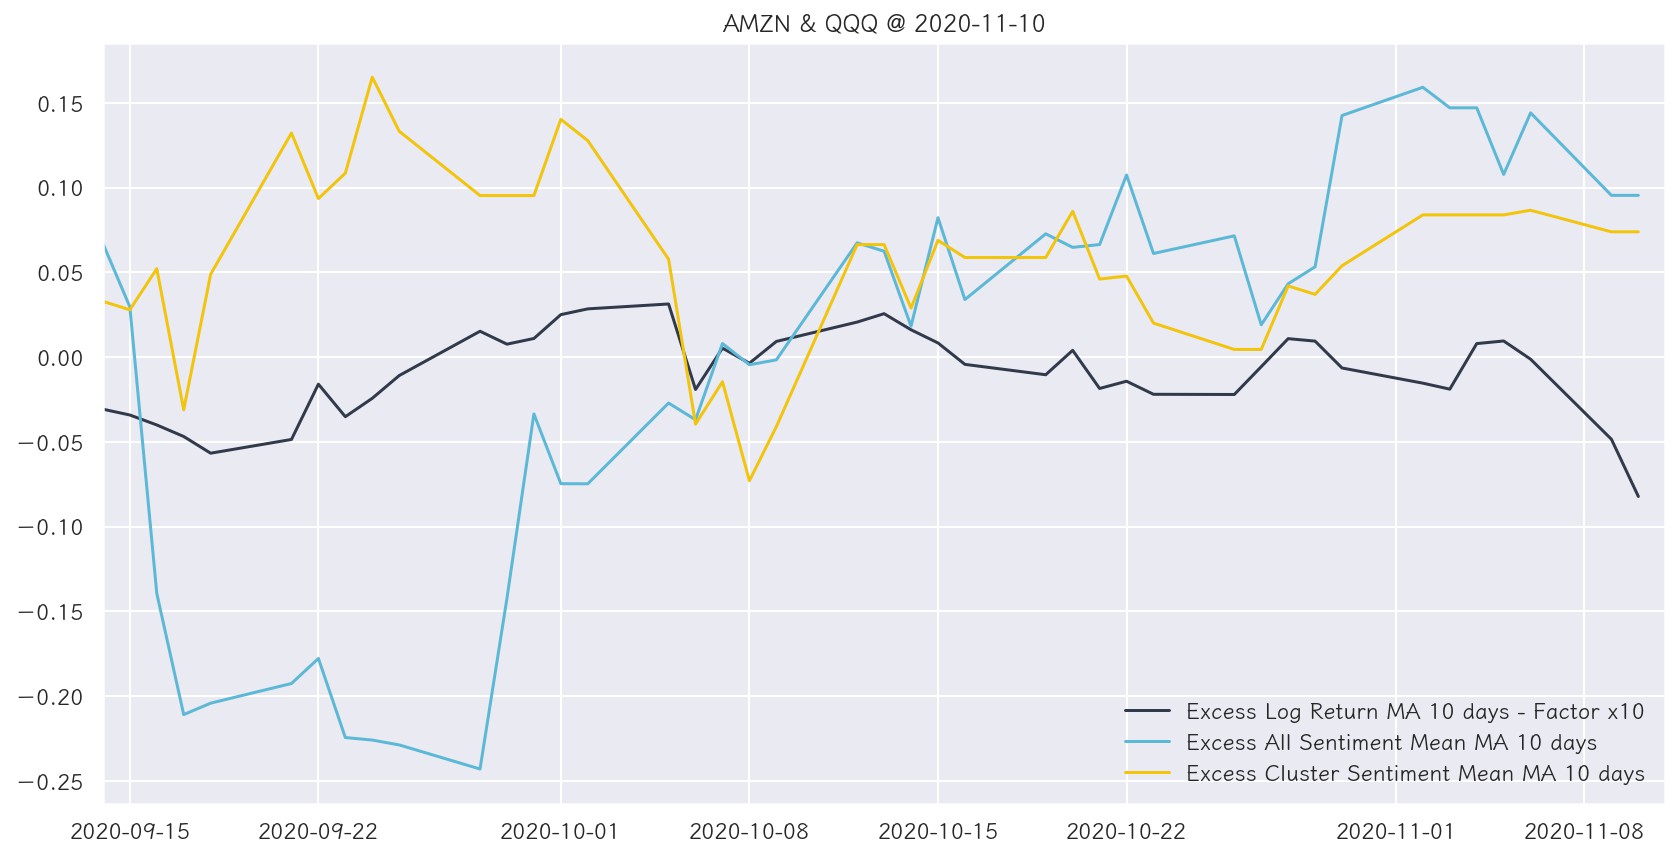 AMZN & QQQ @ 2020-11-10
0.15
0.10
0.05
0.00
−0.05
−0.10
−0.15
−0.20
−0.25
Excess Log Return MA 10 days - Factor x10
Excess All Sentiment Mean MA 10 days
Excess Cluster Sentiment Mean MA 10 days
2020-09-15 2020-09-22 2020-10-01 2020-10-08 2020-10-15 2020-10-22 2020-11-01 2020-11-08